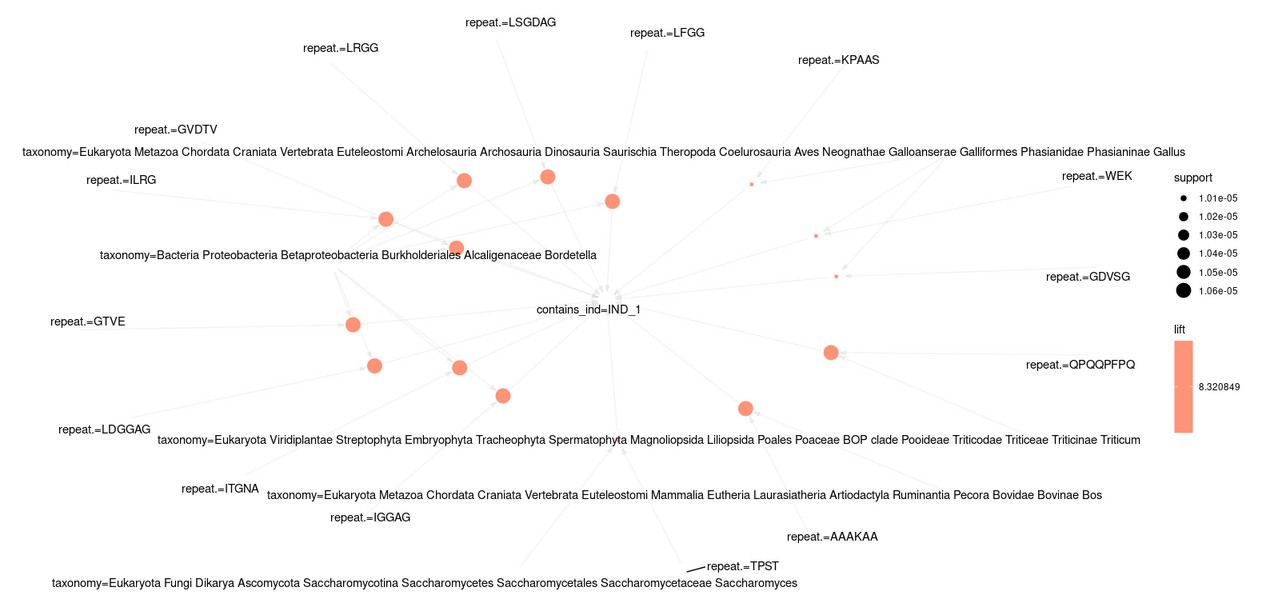 repeat.=LSGDAG
repeat.=LFGG
repeat.=LRGG
repeat.=KPAAS
repeat.=GVDTV
taxonomy=Eukaryota Metazoa Chordata Craniata Vertebrata Euteleostomi Archelosauria Archosauria Dinosauria Saurischia Theropoda Coelurosauria Aves Neognathae Galloanserae Galliformes Phasianidae Phasianinae Gallus
repeat.=ILRG
repeat.=WEK
taxonomy=Bacteria Proteobacteria Betaproteobacteria Burkholderiales Alcaligenaceae Bordetella
repeat.=GDVSG
contains_ind=IND_1
repeat.=GTVE
repeat.=QPQQPFPQ
repeat.=LDGGAG
taxonomy=Eukaryota Viridiplantae Streptophyta Embryophyta Tracheophyta Spermatophyta Magnoliopsida Liliopsida Poales Poaceae BOP clade Pooideae Triticodae Triticeae Triticinae Triticum
repeat.=ITGNA
taxonomy=Eukaryota Metazoa Chordata Craniata Vertebrata Euteleostomi Mammalia Eutheria Laurasiatheria Artiodactyla Ruminantia Pecora Bovidae Bovinae Bos
repeat.=IGGAG
repeat.=AAAKAA
repeat.=TPST
taxonomy=Eukaryota Fungi Dikarya Ascomycota Saccharomycotina Saccharomycetes Saccharomycetales Saccharomycetaceae Saccharomyces
support
1.01e-05
1.02e-05
1.03e-05
1.04e-05
1.05e-05
1.06e-05
lift
8.320849